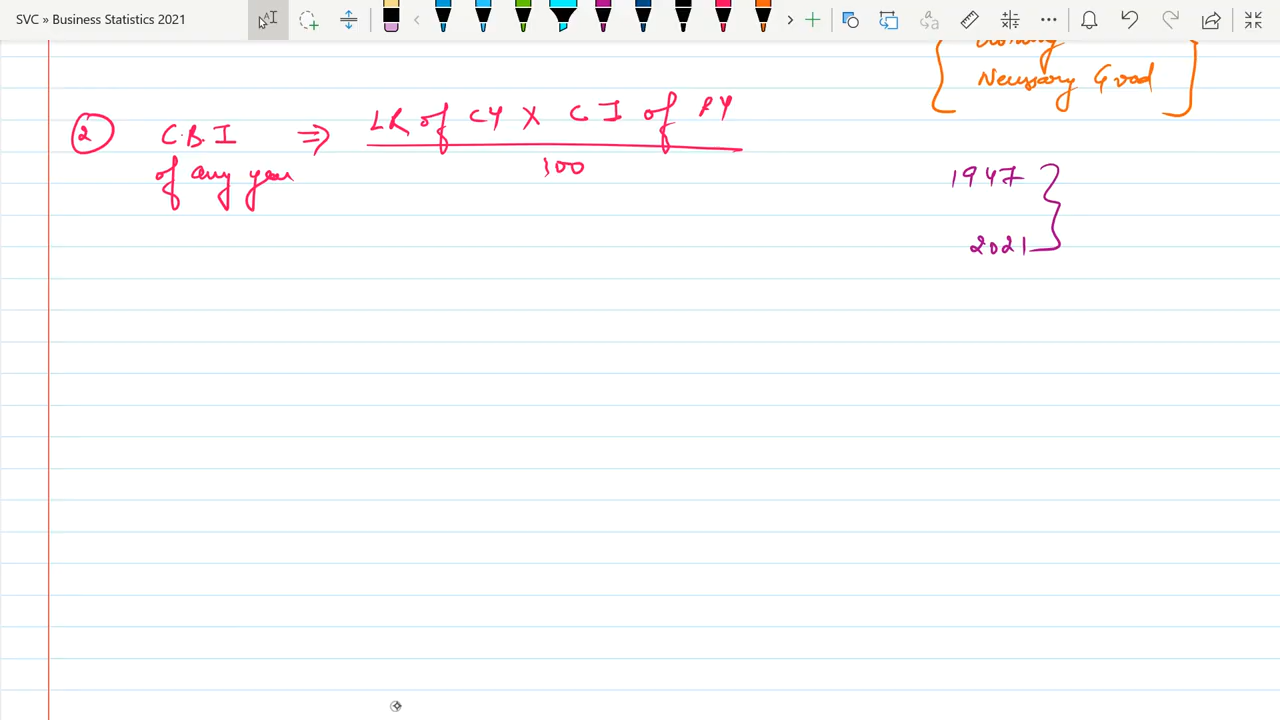 SVC » Business Statistics 2021
Necessary Good
2 C.B.I ⇒ LR of CY X C I of PY
100
of any year
1947
2021